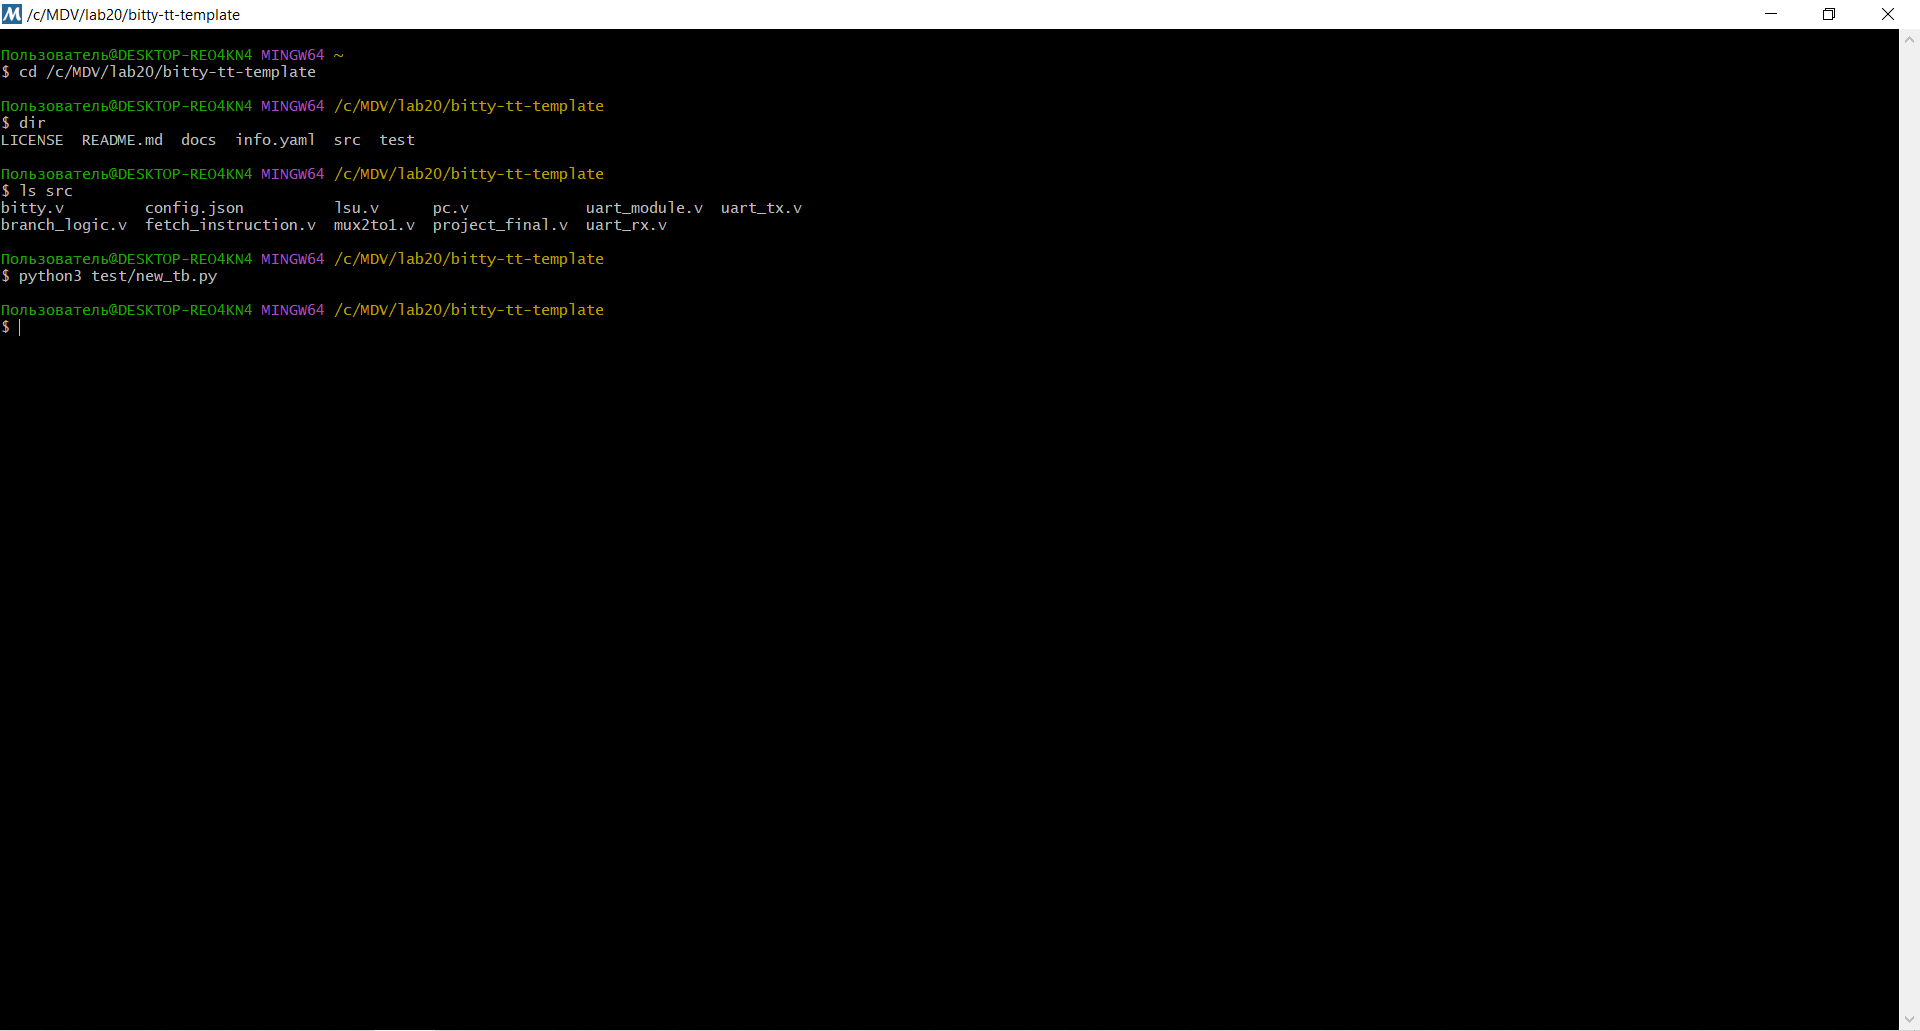 /c/MDV/lab20/bitty-tt-template
Пользователь@DESKTOP-REO4KN4 MINGW64 ~
$ cd /c/MDV/lab20/bitty-tt-template
Пользователь@DESKTOP-REO4KN4 MINGW64 /c/MDV/lab20/bitty-tt-template
$ dir
LICENSE  README.md  docs  info.yaml  src  test
Пользователь@DESKTOP-REO4KN4 MINGW64 /c/MDV/lab20/bitty-tt-template
$ ls src
bitty.v         config.json          lsu.v      pc.v             uart_module.v  uart_tx.v
branch_logic.v  fetch_instruction.v  mux2to1.v  project_final.v  uart_rx.v
Пользователь@DESKTOP-REO4KN4 MINGW64 /c/MDV/lab20/bitty-tt-template
$ python3 test/new_tb.py
Пользователь@DESKTOP-REO4KN4 MINGW64 /c/MDV/lab20/bitty-tt-template
$